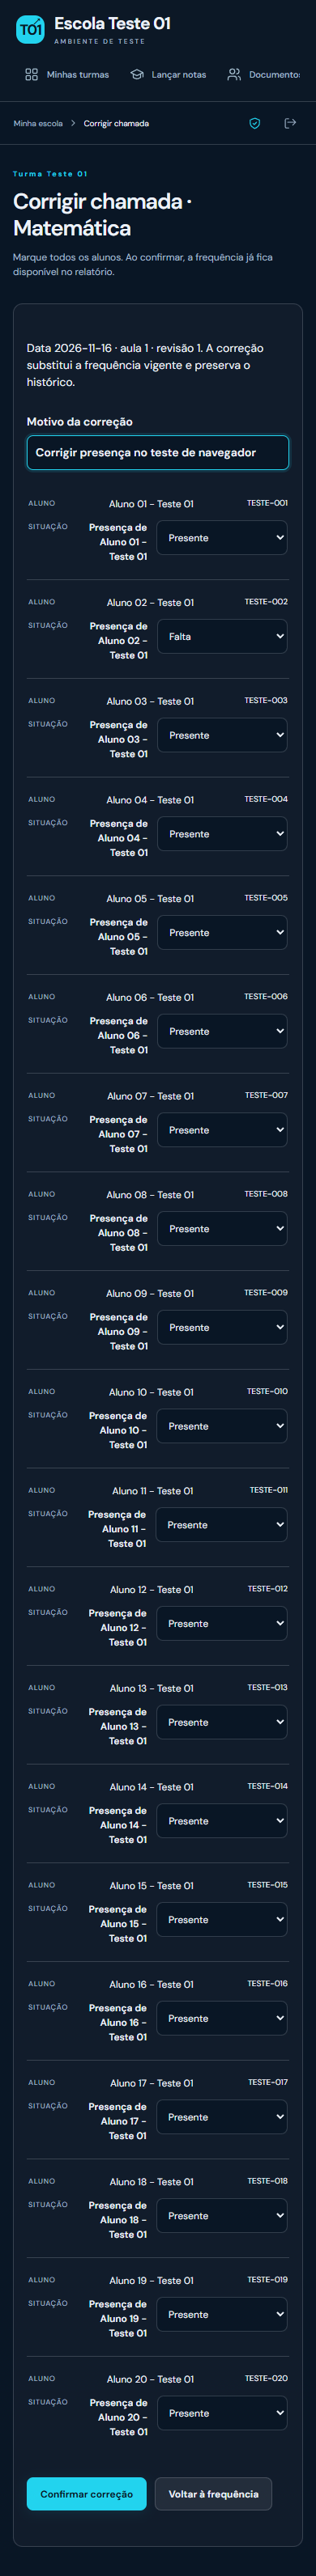 TO1
Escola Teste 01
AMBIENTE DE TESTE
Minhas turmas
Lançar notas
Documentos
Minha escola > Corrigir chamada
Turma Teste 01
Corrigir chamada ·
Matemática
Marque todos os alunos. Ao confirmar, a frequência já fica
disponível no relatório.
Data 2026-11-16 · aula 1 · revisão 1. A correção
substitui a frequência vigente e preserva o
histórico.
Motivo da correção
Corrigir presença no teste de navegador
ALUNO Aluno 01 - Teste 01 TESTE-001
SITUAÇÃO Presença de
Aluno 01 -
Teste 01
Presente
ALUNO Aluno 02 - Teste 01 TESTE-002
SITUAÇÃO Presença de
Aluno 02 -
Teste 01
Falta
ALUNO Aluno 03 - Teste 01 TESTE-003
SITUAÇÃO Presença de
Aluno 03 -
Teste 01
Presente
ALUNO Aluno 04 - Teste 01 TESTE-004
SITUAÇÃO Presença de
Aluno 04 -
Teste 01
Presente
ALUNO Aluno 05 - Teste 01 TESTE-005
SITUAÇÃO Presença de
Aluno 05 -
Teste 01
Presente
ALUNO Aluno 06 - Teste 01 TESTE-006
SITUAÇÃO Presença de
Aluno 06 -
Teste 01
Presente
ALUNO Aluno 07 - Teste 01 TESTE-007
SITUAÇÃO Presença de
Aluno 07 -
Teste 01
Presente
ALUNO Aluno 08 - Teste 01 TESTE-008
SITUAÇÃO Presença de
Aluno 08 -
Teste 01
Presente
ALUNO Aluno 09 - Teste 01 TESTE-009
SITUAÇÃO Presença de
Aluno 09 -
Teste 01
Presente
ALUNO Aluno 10 - Teste 01 TESTE-010
SITUAÇÃO Presença de
Aluno 10 -
Teste 01
Presente
ALUNO Aluno 11 - Teste 01 TESTE-011
SITUAÇÃO Presença de
Aluno 11 -
Teste 01
Presente
ALUNO Aluno 12 - Teste 01 TESTE-012
SITUAÇÃO Presença de
Aluno 12 -
Teste 01
Presente
ALUNO Aluno 13 - Teste 01 TESTE-013
SITUAÇÃO Presença de
Aluno 13 -
Teste 01
Presente
ALUNO Aluno 14 - Teste 01 TESTE-014
SITUAÇÃO Presença de
Aluno 14 -
Teste 01
Presente
ALUNO Aluno 15 - Teste 01 TESTE-015
SITUAÇÃO Presença de
Aluno 15 -
Teste 01
Presente
ALUNO Aluno 16 - Teste 01 TESTE-016
SITUAÇÃO Presença de
Aluno 16 -
Teste 01
Presente
ALUNO Aluno 17 - Teste 01 TESTE-017
SITUAÇÃO Presença de
Aluno 17 -
Teste 01
Presente
ALUNO Aluno 18 - Teste 01 TESTE-018
SITUAÇÃO Presença de
Aluno 18 -
Teste 01
Presente
ALUNO Aluno 19 - Teste 01 TESTE-019
SITUAÇÃO Presença de
Aluno 19 -
Teste 01
Presente
ALUNO Aluno 20 - Teste 01 TESTE-020
SITUAÇÃO Presença de
Aluno 20 -
Teste 01
Presente
Confirmar correção
Voltar à frequência